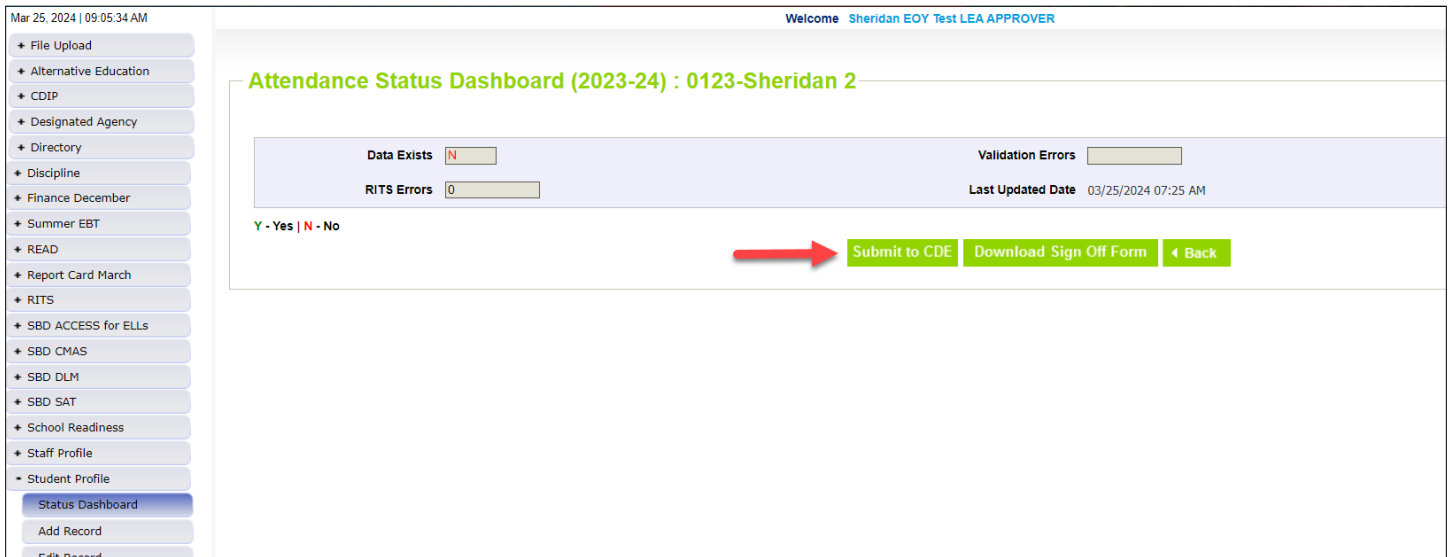 Mar 25, 2024 | 09:05:34 AM
Welcome Sheridan EOY Test LEA APPROVER
+ File Upload
+ Alternative Education
+ CDIP
+ Designated Agency
+ Directory
+ Discipline
+ Finance December
+ Summer EBT
+ READ
+ Report Card March
+ RITS
+ SBD ACCESS for ELLs
+ SBD CMAS
+ SBD DLM
+ SBD SAT
+ School Readiness
+ Staff Profile
- Student Profile
Status Dashboard
Add Record
Edit Record
Attendance Status Dashboard (2023-24) : 0123-Sheridan 2
Data Exists N Validation Errors
RITS Errors 0 Last Updated Date 03/25/2024 07:25 AM
Y - Yes | N - No
Submit to CDE Download Sign Off Form Back